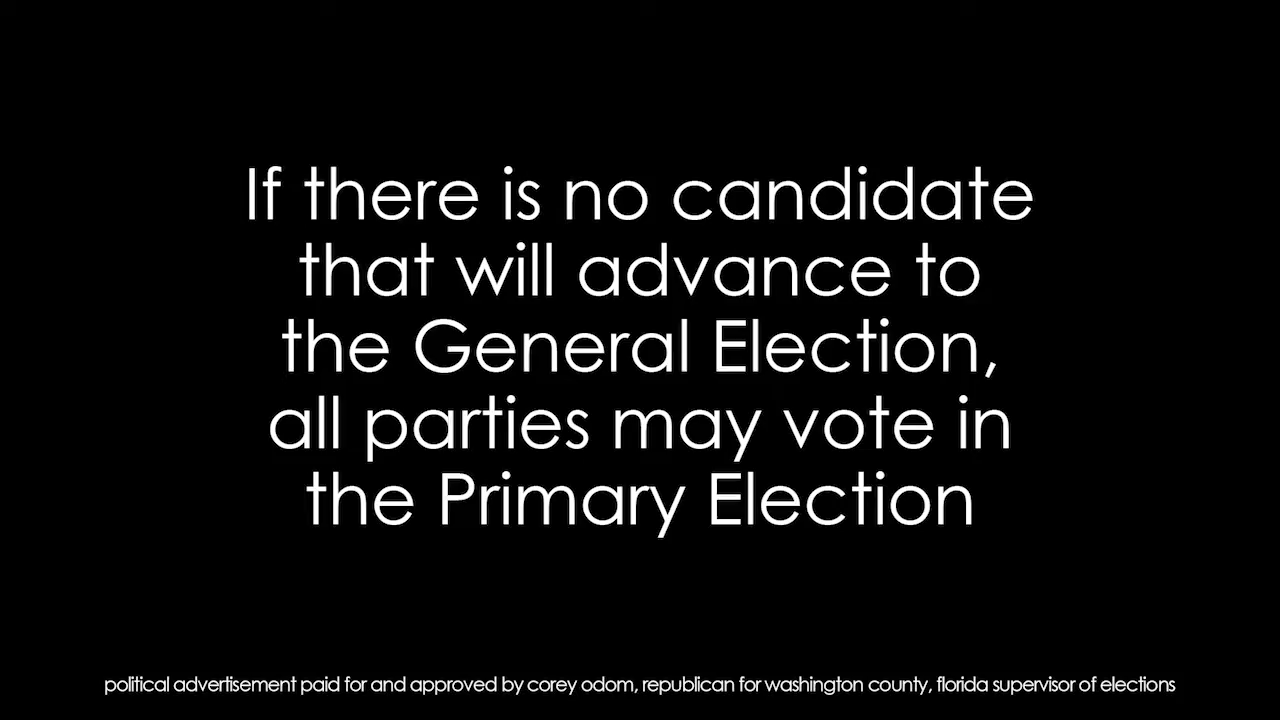 If there is no candidate
that will advance to
the General Election,
all parties may vote in
the Primary Election
political advertisement paid for and approved by corey odom, republican for washington county, florida supervisor of elections